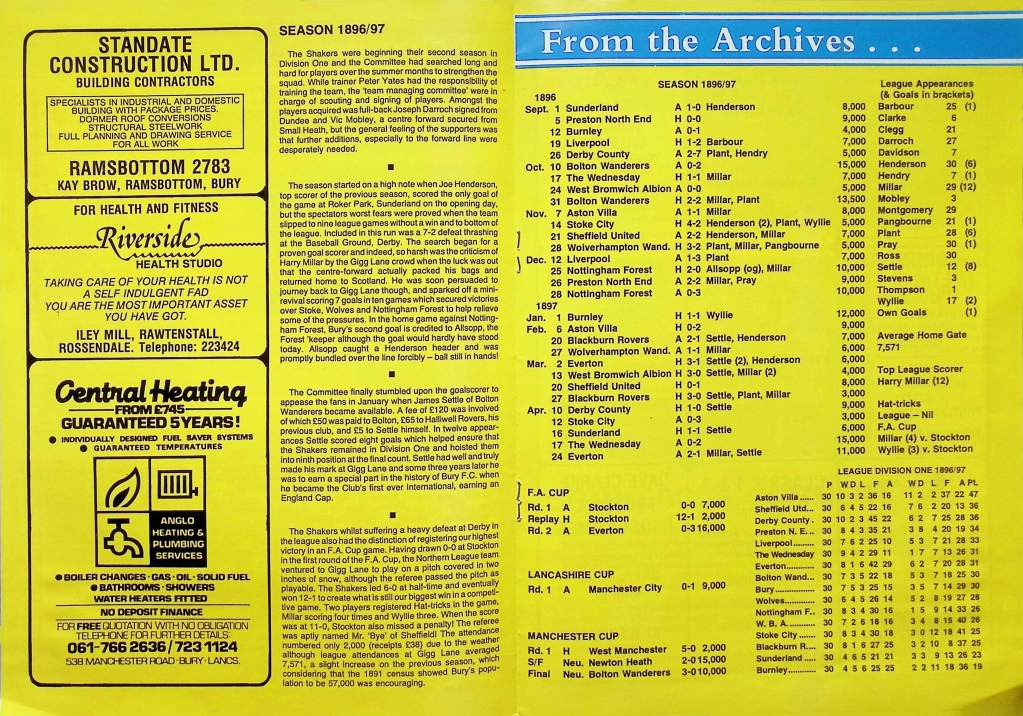 STANDATE
CONSTRUCTION LTD.
BUILDING CONTRACTORS
SPECIALISTS IN INDUSTRIAL AND DOMESTIC
BUILDING WITH PACKAGE PRICES.
DORMER ROOF CONVERSIONS
STRUCTURAL STEELWORK
FULL PLANNING AND DRAWING SERVICE
FOR ALL WORK
RAMSBOTTOM 2783
KAY BROW, RAMSBOTTOM, BURY
FOR HEALTH AND FITNESS
Riverside
HEALTH STUDIO
TAKING CARE OF YOUR HEALTH IS NOT
A SELF INDULGENT FAD
YOU ARE THE MOST IMPORTANT ASSET
YOU HAVE GOT.
ILEY MILL, RAWTENSTALL,
ROSSENDALE. Telephone: 223424
Central Heating
FROM £745
GUARANTEED 5 YEARS!
● INDIVIDUALLY DESIGNED FUEL SAVER SYSTEMS
● GUARANTEED TEMPERATURES
ANGLO
HEATING &
PLUMBING
SERVICES
● BOILER CHANGES · GAS · OIL · SOLID FUEL
● BATHROOMS · SHOWERS
WATER HEATERS FITTED
NO DEPOSIT FINANCE
FOR FREE QUOTATION WITH NO OBLIGATION
TELEPHONE FOR FURTHER DETAILS:
061-766 2636/723 1124
538 MANCHESTER ROAD · BURY · LANCS.
SEASON 1896/97
The Shakers were beginning their second season in
Division One and the Committee had searched long and
hard for players over the summer months to strengthen the
squad. While trainer Peter Yates had the responsibility of
training the team, the 'team managing committee' were in
charge of scouting and signing of players. Amongst the
players acquired was full-back Joseph Darroch signed from
Dundee and Vic Mobley, a centre forward secured from
Small Heath, but the general feeling of the supporters was
that further additions, especially to the forward line were
desperately needed.
The season started on a high note when Joe Henderson,
top scorer of the previous season, scored the only goal of
the game at Roker Park, Sunderland on the opening day,
but the spectators worst fears were proved when the team
slipped to nine league games without a win and to bottom of
the league. Included in this run was a 7-2 defeat thrashing
at the Baseball Ground, Derby. The search began for a
proven goal scorer and indeed, so harsh was the criticism of
Harry Millar by the Gigg Lane crowd when the luck was out
that the centre-forward actually packed his bags and
returned home to Scotland. He was soon persuaded to
journey back to Gigg Lane though, and sparked off a mini-
revival scoring 7 goals in ten games which secured victories
over Stoke, Wolves and Nottingham Forest to help relieve
some of the pressures. In the home game against Notting-
ham Forest, Bury's second goal is credited to Allsopp, the
Forest 'keeper although the goal would hardly have stood
today. Allsopp caught a Henderson header and was
promptly bundled over the line forcibly – ball still in hands!
The Committee finally stumbled upon the goalscorer to
appease the fans in January when James Settle of Bolton
Wanderers became available. A fee of £120 was involved
of which £50 was paid to Bolton, £65 to Halliwell Rovers, his
previous club, and £5 to Settle himself. In twelve appear-
ances Settle scored eight goals which helped ensure that
the Shakers remained in Division One and hoisted them
into ninth position at the final count. Settle had well and truly
made his mark at Gigg Lane and some three years later he
was to earn a special part in the history of Bury F.C. when
he became the Club's first ever International, earning an
England Cap.
The Shakers whilst suffering a heavy defeat at Derby in
the league also had the distinction of registering our highest
victory in an F.A. Cup game. Having drawn 0-0 at Stockton
in the first round of the F.A. Cup, the Northern League team
ventured to Gigg Lane to play on a pitch covered in two
inches of snow, although the referee passed the pitch as
playable. The Shakers led 6-0 at half-time and eventually
won 12-1 to create what is still our biggest win in a competi-
tive game. Two players registered Hat-tricks in the game,
Millar scoring four times and Wyllie three. When the score
was at 11-0, Stockton also missed a penalty! The referee
was aptly named Mr. 'Bye' of Sheffield! The attendance
numbered only 2,000 (receipts £38) due to the weather
although league attendances at Gigg Lane averaged
7,571, a slight Increase on the previous season, which
considering that the 1891 census showed Bury's popu-
lation to be 57,000 was encouraging.
From the Archives . . .
SEASON 1896/97
1896
Sept. 1 Sunderland A 1-0 Henderson 8,000
5 Preston North End H 0-0 9,000
12 Burnley A 0-1 4,000
19 Liverpool H 1-2 Barbour 7,000
26 Derby County A 2-7 Plant, Hendry 5,000
Oct. 10 Bolton Wanderers A 0-2 15,000
17 The Wednesday H 1-1 Millar 7,000
24 West Bromwich Albion A 0-0 5,000
31 Bolton Wanderers H 2-2 Millar, Plant 13,500
Nov. 7 Aston Villa A 1-1 Millar 8,000
14 Stoke City H 4-2 Henderson (2), Plant, Wyllie 5,000
21 Sheffield United A 2-2 Henderson, Millar 7,000
28 Wolverhampton Wand. H 3-2 Plant, Millar, Pangbourne 5,000
Dec. 12 Liverpool A 1-3 Plant 6,000
25 Nottingham Forest H 2-0 Allsopp (og), Millar 10,000
26 Preston North End A 2-2 Millar, Pray 9,000
28 Nottingham Forest A 0-3 10,000
1897
Jan. 1 Burnley H 1-1 Wyllie 12,000
Feb. 6 Aston Villa H 0-2 9,000
20 Blackburn Rovers A 2-1 Settle, Henderson 7,000
27 Wolverhampton Wand. A 1-1 Millar 6,000
Mar. 2 Everton H 3-1 Settle (2), Henderson 6,000
13 West Bromwich Albion H 3-0 Settle, Millar (2) 4,000
20 Sheffield United H 0-1 8,000
27 Blackburn Rovers H 3-0 Settle, Plant, Millar 3,000
Apr. 10 Derby County H 1-0 Settle 9,000
12 Stoke City A 0-3 3,000
16 Sunderland H 1-1 Settle 6,000
17 The Wednesday A 0-2 15,000
24 Everton A 2-1 Millar, Settle 11,000
League Appearances
(& Goals in brackets)
Barbour 25 (1)
Clarke 6
Clegg 21
Darroch 27
Davidson 7
Henderson 30 (6)
Hendry 7 (1)
Millar 29 (12)
Mobley 3
Montgomery 29
Pangbourne 21 (1)
Plant 28 (6)
Pray 30 (1)
Ross 30
Settle 12 (8)
Stevens 3
Thompson 1
Wyllie 17 (2)
Own Goals (1)
Average Home Gate
7,571
Top League Scorer
Harry Millar (12)
Hat-tricks
League – Nil
F.A. Cup
Millar (4) v. Stockton
Wyllie (3) v. Stockton
F.A. CUP
Rd. 1 A Stockton 0-0 7,000
Replay H Stockton 12-1 2,000
Rd. 2 A Everton 0-3 16,000
LANCASHIRE CUP
Rd. 1 A Manchester City 0-1 9,000
MANCHESTER CUP
Rd. 1 H West Manchester 5-0 2,000
S/F Neu. Newton Heath 2-0 15,000
Final Neu. Bolton Wanderers 3-0 10,000
LEAGUE DIVISION ONE 1896/97
P W D L F A W D L F A PL
Aston Villa ...... 30 10 3 2 36 16 11 2 2 37 22 47
Sheffield Utd... 30 6 4 5 22 16 7 6 2 20 13 36
Derby County . 30 10 2 3 45 22 6 2 7 25 28 36
Preston N. E... 30 8 4 3 35 21 3 8 4 20 19 34
Liverpool......... 30 7 6 2 25 10 5 3 7 21 28 33
The Wednesday 30 9 4 2 29 11 1 7 7 13 26 31
Everton........... 30 8 1 6 42 29 6 2 7 20 28 31
Bolton Wand... 30 7 3 5 22 18 5 3 7 18 25 30
Bury................ 30 7 5 3 25 15 3 5 7 14 29 30
Wolves............ 30 6 4 5 26 14 5 2 8 19 27 28
Nottingham F.. 30 8 3 4 30 16 1 5 9 14 33 26
W. B. A. .......... 30 7 2 6 18 16 3 4 8 15 40 26
Stoke City ...... 30 8 3 4 30 18 3 0 12 18 41 25
Blackburn R.... 30 8 1 6 27 25 3 2 10 8 37 25
Sunderland ..... 30 4 6 5 21 21 3 3 9 13 26 23
Burnley........... 30 4 5 6 25 25 2 2 11 18 36 19